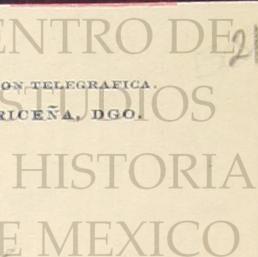 ENTRO DE
2
ON TELEGRAFICA.
STUDIOS
RICEÑA, DGO.
HISTORIA
E MEXICO